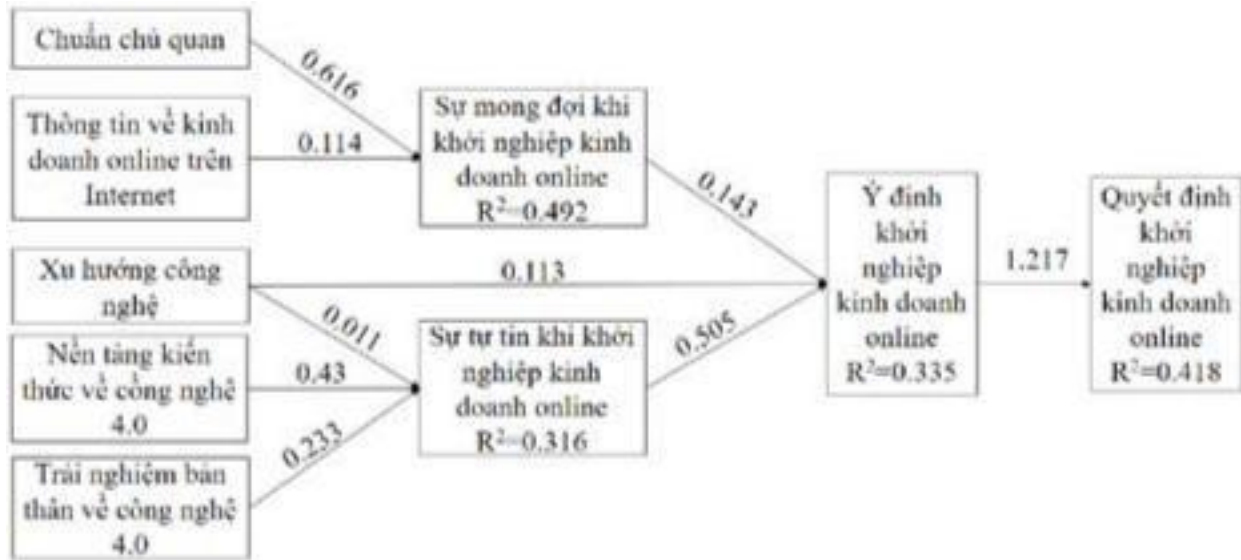 Chuẩn chủ quan
Thông tin về kinh
doanh online trên
Internet
Xu hướng công
nghệ
Nền tảng kiến
thức về công nghệ
4.0
Trải nghiệm bản
thân về công nghệ
4.0
0.616
0.114
0.011
0.43
0.233
Sự mong đợi khi
khởi nghiệp kinh
doanh online
R²=0.492
0.113
Sự tự tin khi khởi
nghiệp kinh
doanh online
R²=0.316
0.143
0.505
Ý định
khởi
nghiệp
kinh doanh
online
R²=0.335
1.217
Quyết định
khởi
nghiệp
kinh doanh
online
R²=0.418